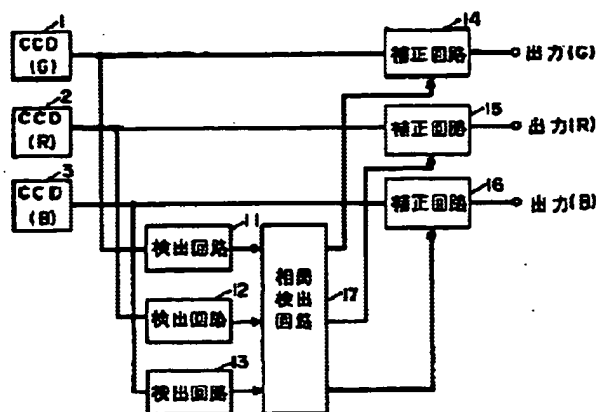 1
CCD
(G)
14
補正回路
出力(G)
2
CCD
(R)
15
補正回路
出力(R)
3
CCD
(B)
16
補正回路
出力(B)
11
検出回路
12
検出回路
13
検出回路
相関
検出
回路
17